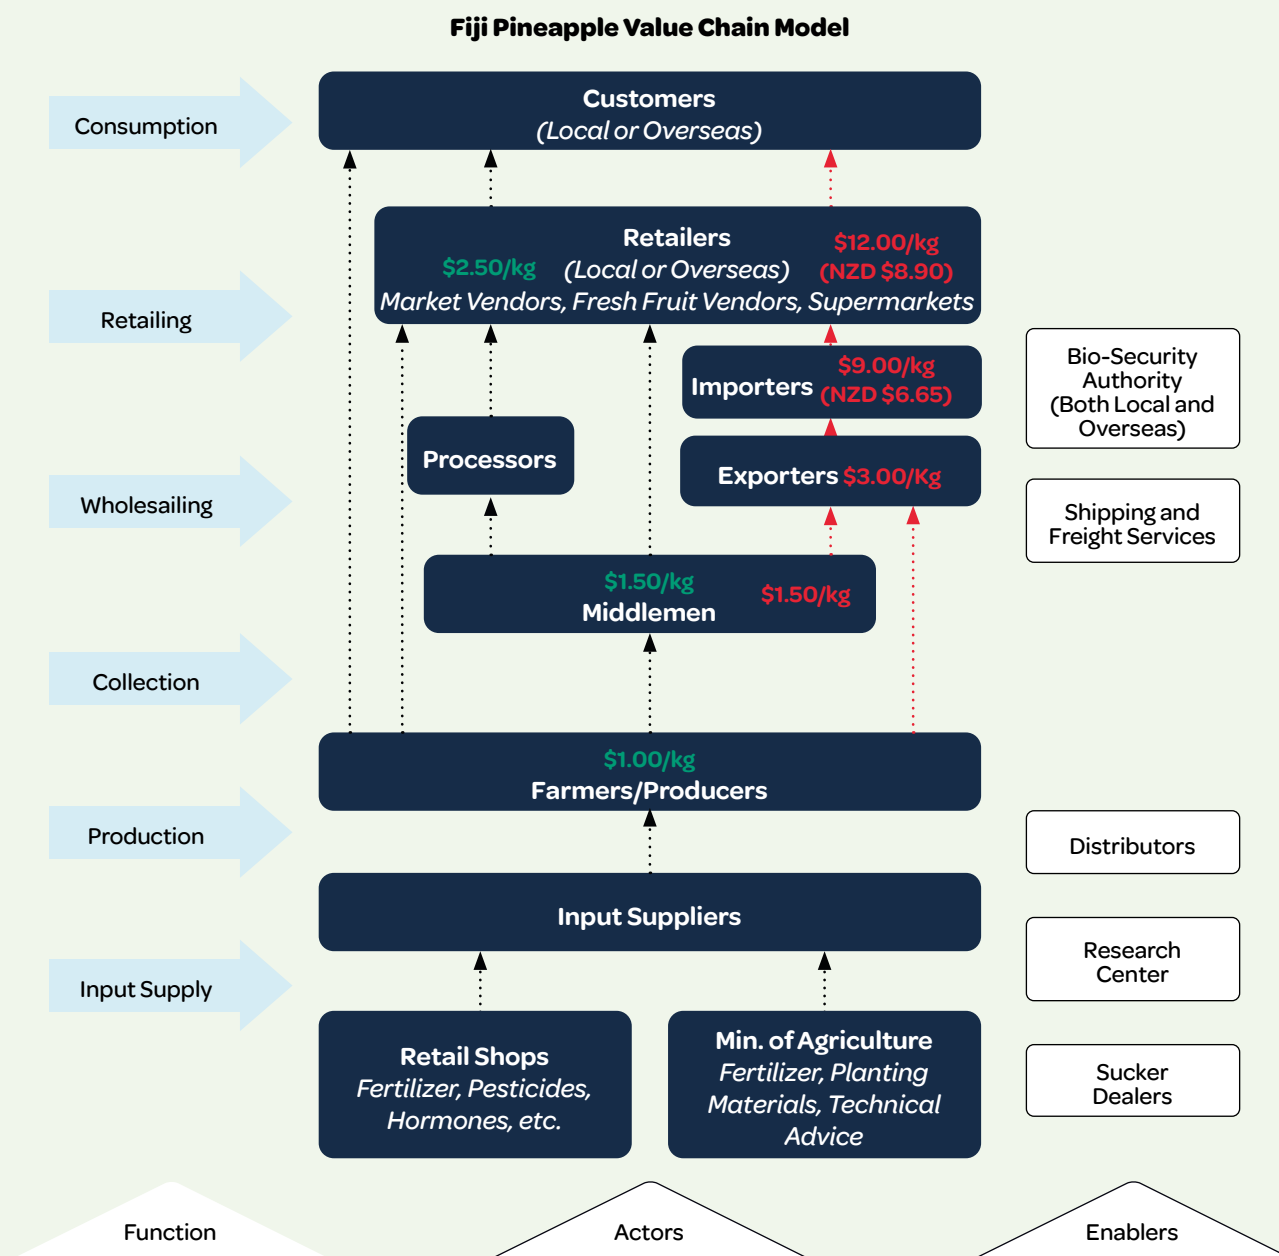 Fiji Pineapple Value Chain Model
Consumption
Customers
(Local or Overseas)
Retailing
Retailers
$2.50/kg
(Local or Overseas)
$12.00/kg
(NZD $8.90)
Market Vendors, Fresh Fruit Vendors, Supermarkets
Importers
$9.00/kg
(NZD $6.65)
Bio-Security
Authority
(Both Local and
Overseas)
Wholesailing
Processors
Exporters $3.00/Kg
Shipping and
Freight Services
$1.50/kg
Middlemen
$1.50/kg
Collection
$1.00/kg
Farmers/Producers
Production
Distributors
Input Suppliers
Research
Center
Input Supply
Retail Shops
Fertilizer, Pesticides,
Hormones, etc.
Min. of Agriculture
Fertilizer, Planting
Materials, Technical
Advice
Sucker
Dealers
Function
Actors
Enablers